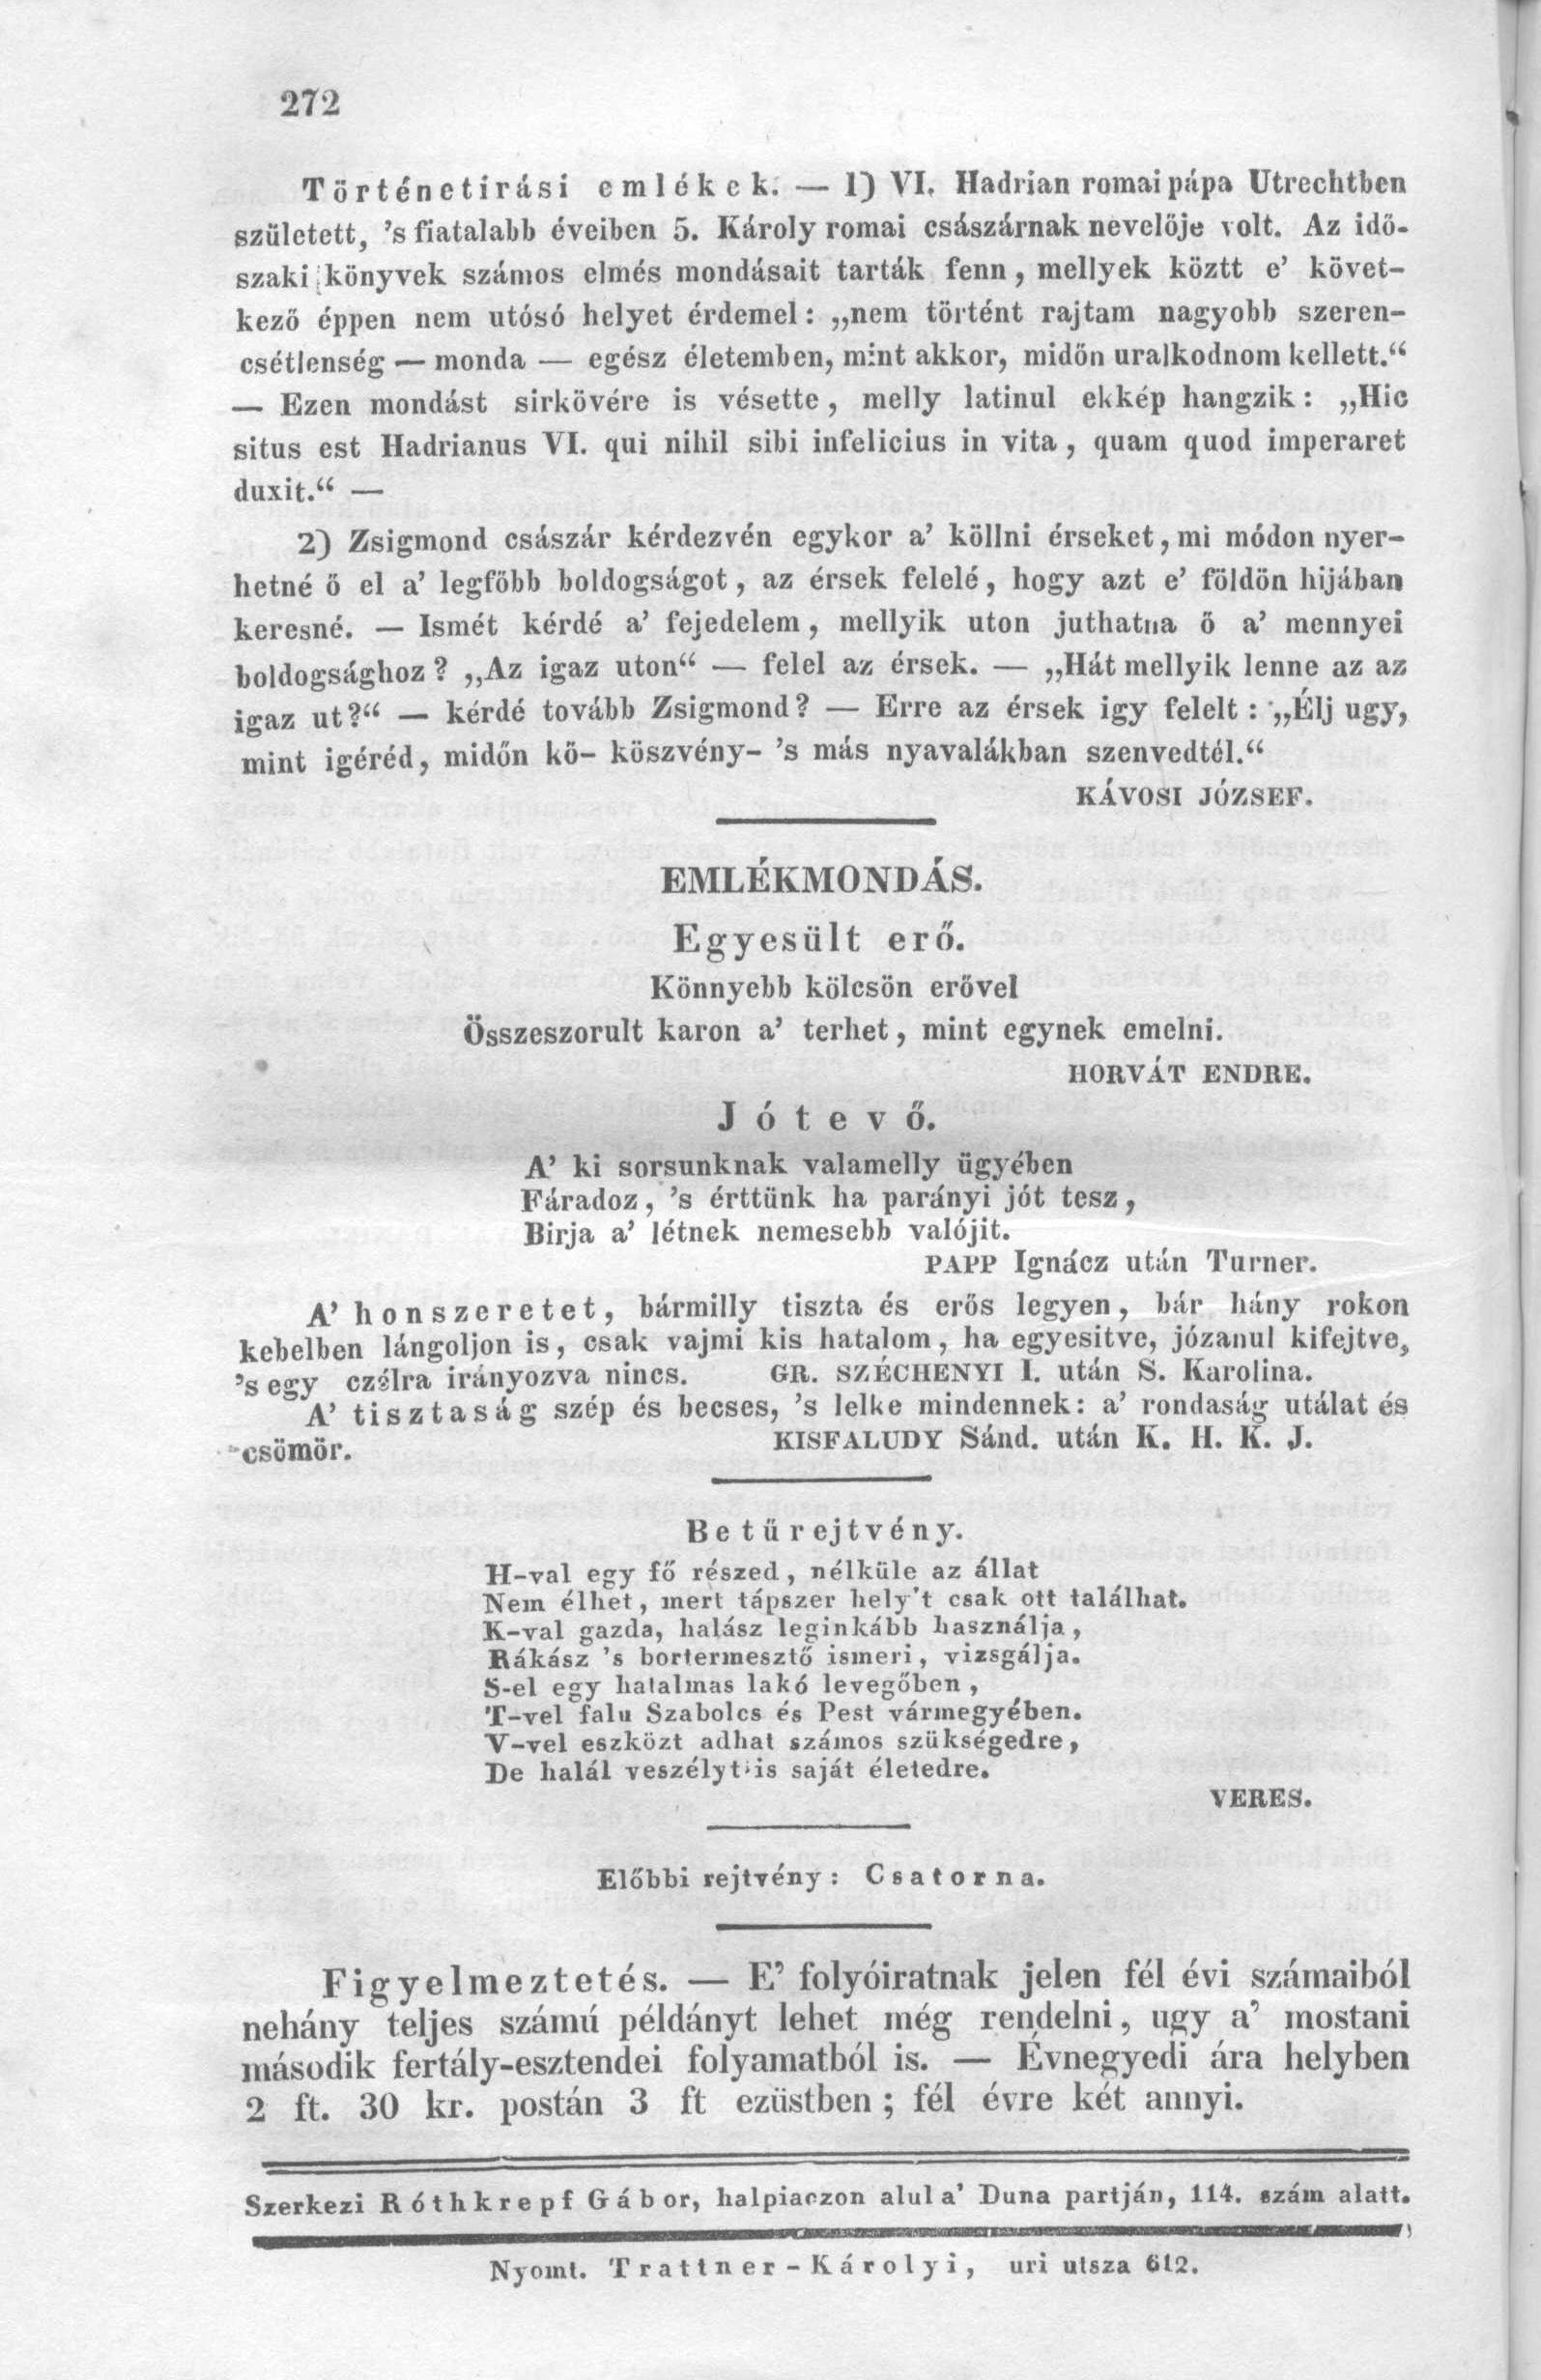 272
Történetirási emlékek. — 1) VI. Hadrian romai pápa Utrechtben
született, 's fiatalabb éveiben 5. Károly romai császárnak nevelője volt. Az idő-
szaki könyvek számos elmés mondásait tarták fenn, mellyek köztt e' követ-
kező éppen nem utósó helyet érdemel: „nem történt rajtam nagyobb szeren-
csétlenség — monda — egész életemben, mint akkor, midőn uralkodnom kellett.“
— Ezen mondást sirkövére is vésette, melly latinul ekkép hangzik: „Hic
situs est Hadrianus VI. qui nihil sibi infelicius in vita, quam quod imperaret
duxit.“ —
2) Zsigmond császár kérdezvén egykor a' köllni érseket, mi módon nyer-
hetné ő el a' legfőbb boldogságot, az érsek felelé, hogy azt e' földön hijában
keresné. — Ismét kérdé a' fejedelem, mellyik uton juthatna ő a' mennyei
boldogsághoz? „Az igaz uton“ — felel az érsek. — „Hát mellyik lenne az az
igaz ut?“ — kérdé tovább Zsigmond? — Erre az érsek igy felelt: „Élj ugy,
mint igéréd, midőn kő- köszvény- 's más nyavalákban szenvedtél.“
KÁVOSI JÓZSEF.
EMLÉKMONDÁS.
Egyesült erő.
Könnyebb kölcsön erővel
Összeszorult karon a' terhet, mint egynek emelni.
HORVÁT ENDRE.
Jótevő.
A' ki sorsunknak valamelly ügyében
Fáradoz, 's érttünk ha parányi jót tesz,
Birja a' létnek nemesebb valójit.
PAPP Ignácz után Turner.
A' honszeretet, bármilly tiszta és erős legyen, bár hány rokon
kebelben lángoljon is, csak vajmi kis hatalom, ha egyesitve, józanul kifejtve,
's egy czélra irányozva nincs. GR. SZÉCHENYI I. után S. Karolina.
A' tisztaság szép és becses, 's lelke mindennek: a' rondaság utálat és
csömör. KISFALUDY Sánd. után K. H. K. J.
Betűrejtvény.
H-val egy fő részed, nélküle az állat
Nem élhet, mert tápszer hely't csak ott találhat.
K-val gazda, halász leginkább használja,
Rákász 's bortermesztő ismeri, vizsgálja.
S-el egy hatalmas lakó levegőben,
T-vel falu Szabolcs és Pest vármegyében.
V-vel eszközt adhat számos szükségedre,
De halál veszélyt is saját életedre.
VERES.
Előbbi rejtvény: Csatorna.
Figyelmeztetés. — E' folyóiratnak jelen fél évi számaiból
nehány teljes számú példányt lehet még rendelni, ugy a' mostani
második fertály-esztendei folyamatból is. — Évnegyedi ára helyben
2 ft. 30 kr. postán 3 ft ezüstben; fél évre két annyi.
Szerkezi Róthkrepf Gábor, halpiaczon alul a' Duna partján, 114. szám alatt.
Nyomt. Trattner-Károlyi, uri utsza 612.